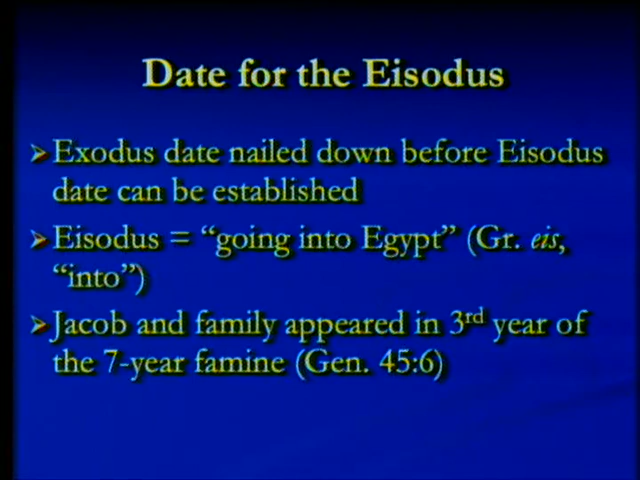 Date for the Eisodus
Exodus date nailed down before Eisodus
date can be established
Eisodus = “going into Egypt” (Gr. eis,
“into”)
Jacob and family appeared in 3rd year of
the 7-year famine (Gen. 45:6)